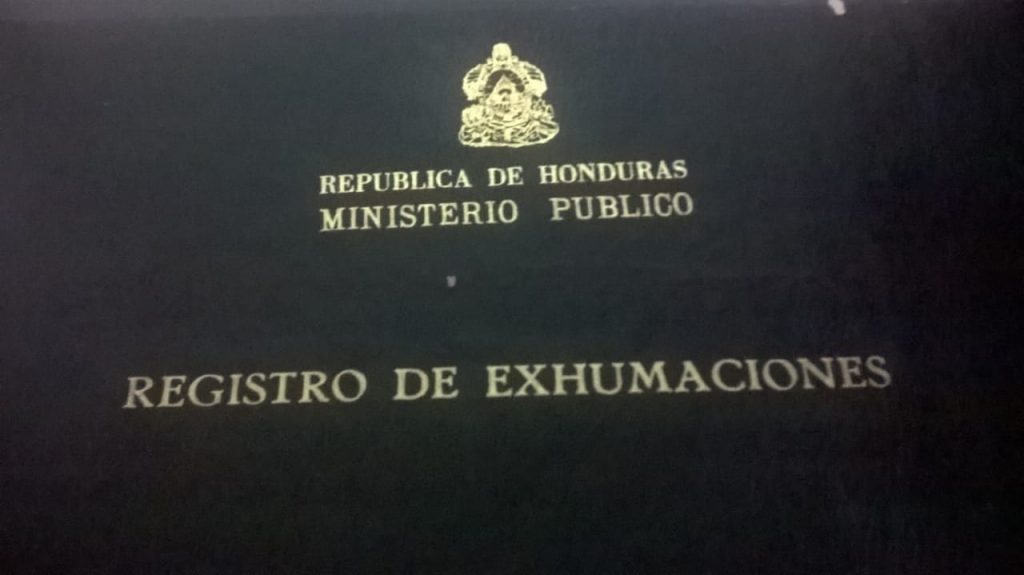 REPUBLICA DE HONDURAS
MINISTERIO PUBLICO
REGISTRO DE EXHUMACIONES